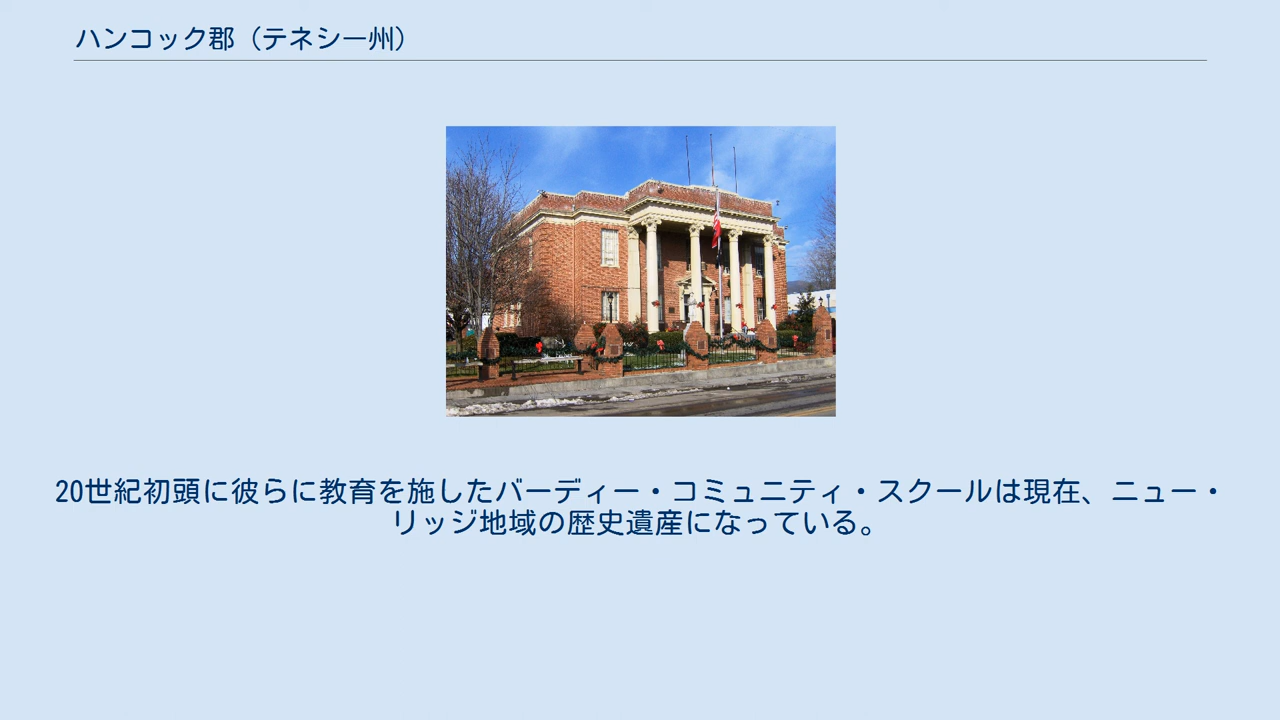 ハンコック郡（テネシー州）
20世紀初頭に彼らに教育を施したバーディー・コミュニティ・スクールは現在、ニュー・
リッジ地域の歴史遺産になっている。